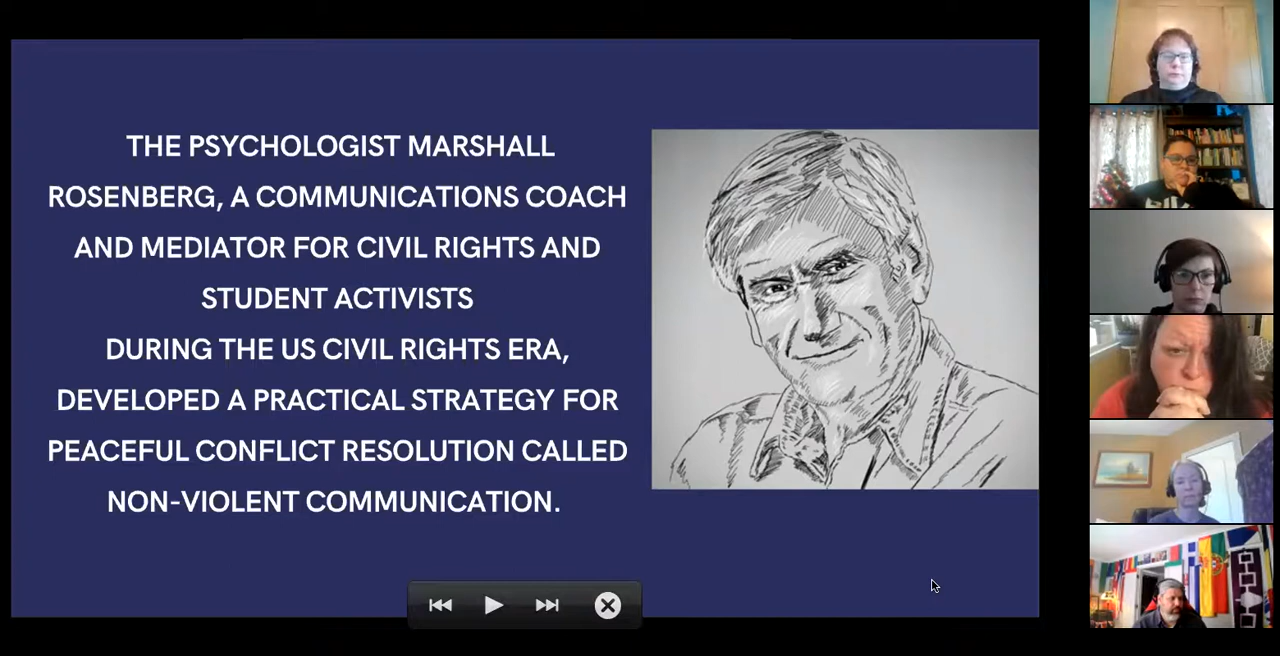 THE PSYCHOLOGIST MARSHALL
ROSENBERG, A COMMUNICATIONS COACH
AND MEDIATOR FOR CIVIL RIGHTS AND
STUDENT ACTIVISTS
DURING THE US CIVIL RIGHTS ERA,
DEVELOPED A PRACTICAL STRATEGY FOR
PEACEFUL CONFLICT RESOLUTION CALLED
NON-VIOLENT COMMUNICATION.